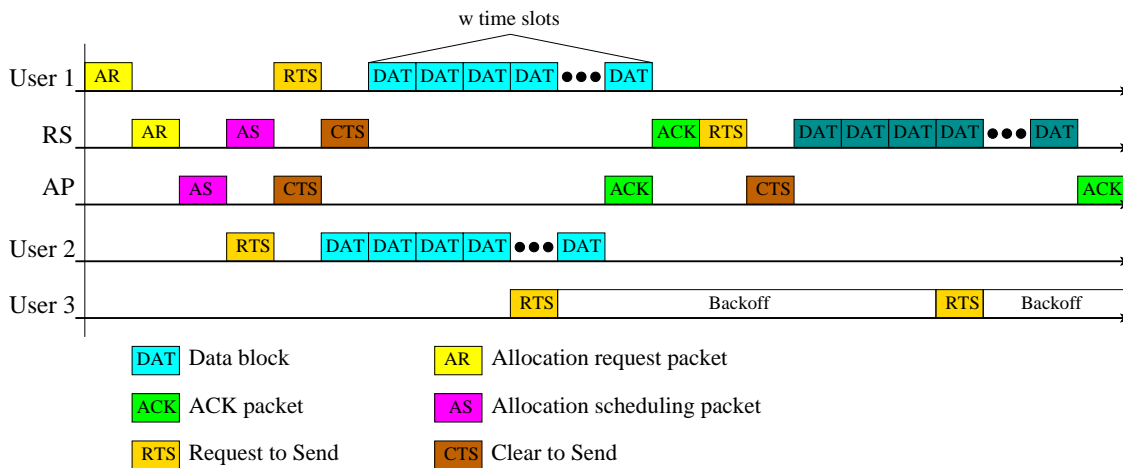 w time slots
User 1 AR RTS DAT DAT DAT DAT DAT
RS AR AS CTS ACK RTS DAT DAT DAT DAT DAT
AP AS CTS ACK CTS ACK
User 2 RTS DAT DAT DAT DAT DAT
User 3 RTS Backoff RTS Backoff
DAT Data block AR Allocation request packet
ACK ACK packet AS Allocation scheduling packet
RTS Request to Send CTS Clear to Send